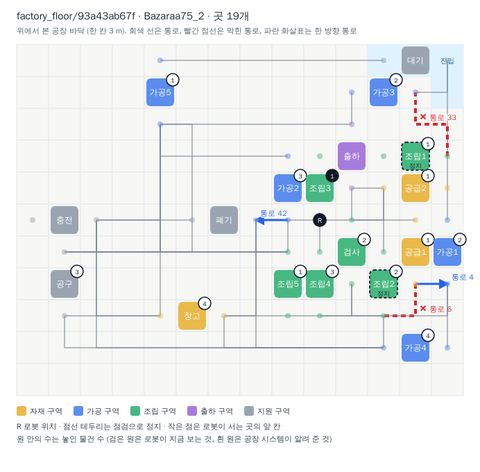 factory_floor/93a43ab67f · Bazaraa75_2 · 곳 19개
위에서 본 공장 바닥 (한 칸 3 m). 회색 선은 통로, 빨간 점선은 막힌 통로, 파란 화살표는 한 방향 통로
대기
전립
가공5
1
가공3
2
✕ 통로 33
출하
조립1
정지
1
가공2
3
조립3
1
공급2
1
충전
폐기
통로 42
R
검사
2
공급1
1
가공1
2
공구
3
조립5
1
조립4
3
조립2
정지
2
통로 4
창고
4
✕ 통로 6
가공4
1
자재 구역
가공 구역
조립 구역
출하 구역
지원 구역
R 로봇 위치 · 점선 테두리는 점검으로 정지 · 작은 점은 로봇이 서는 곳의 앞 칸
원 안의 수는 놓인 물건 수 (검은 원은 로봇이 지금 보는 것, 흰 원은 공장 시스템이 알려 준 것)